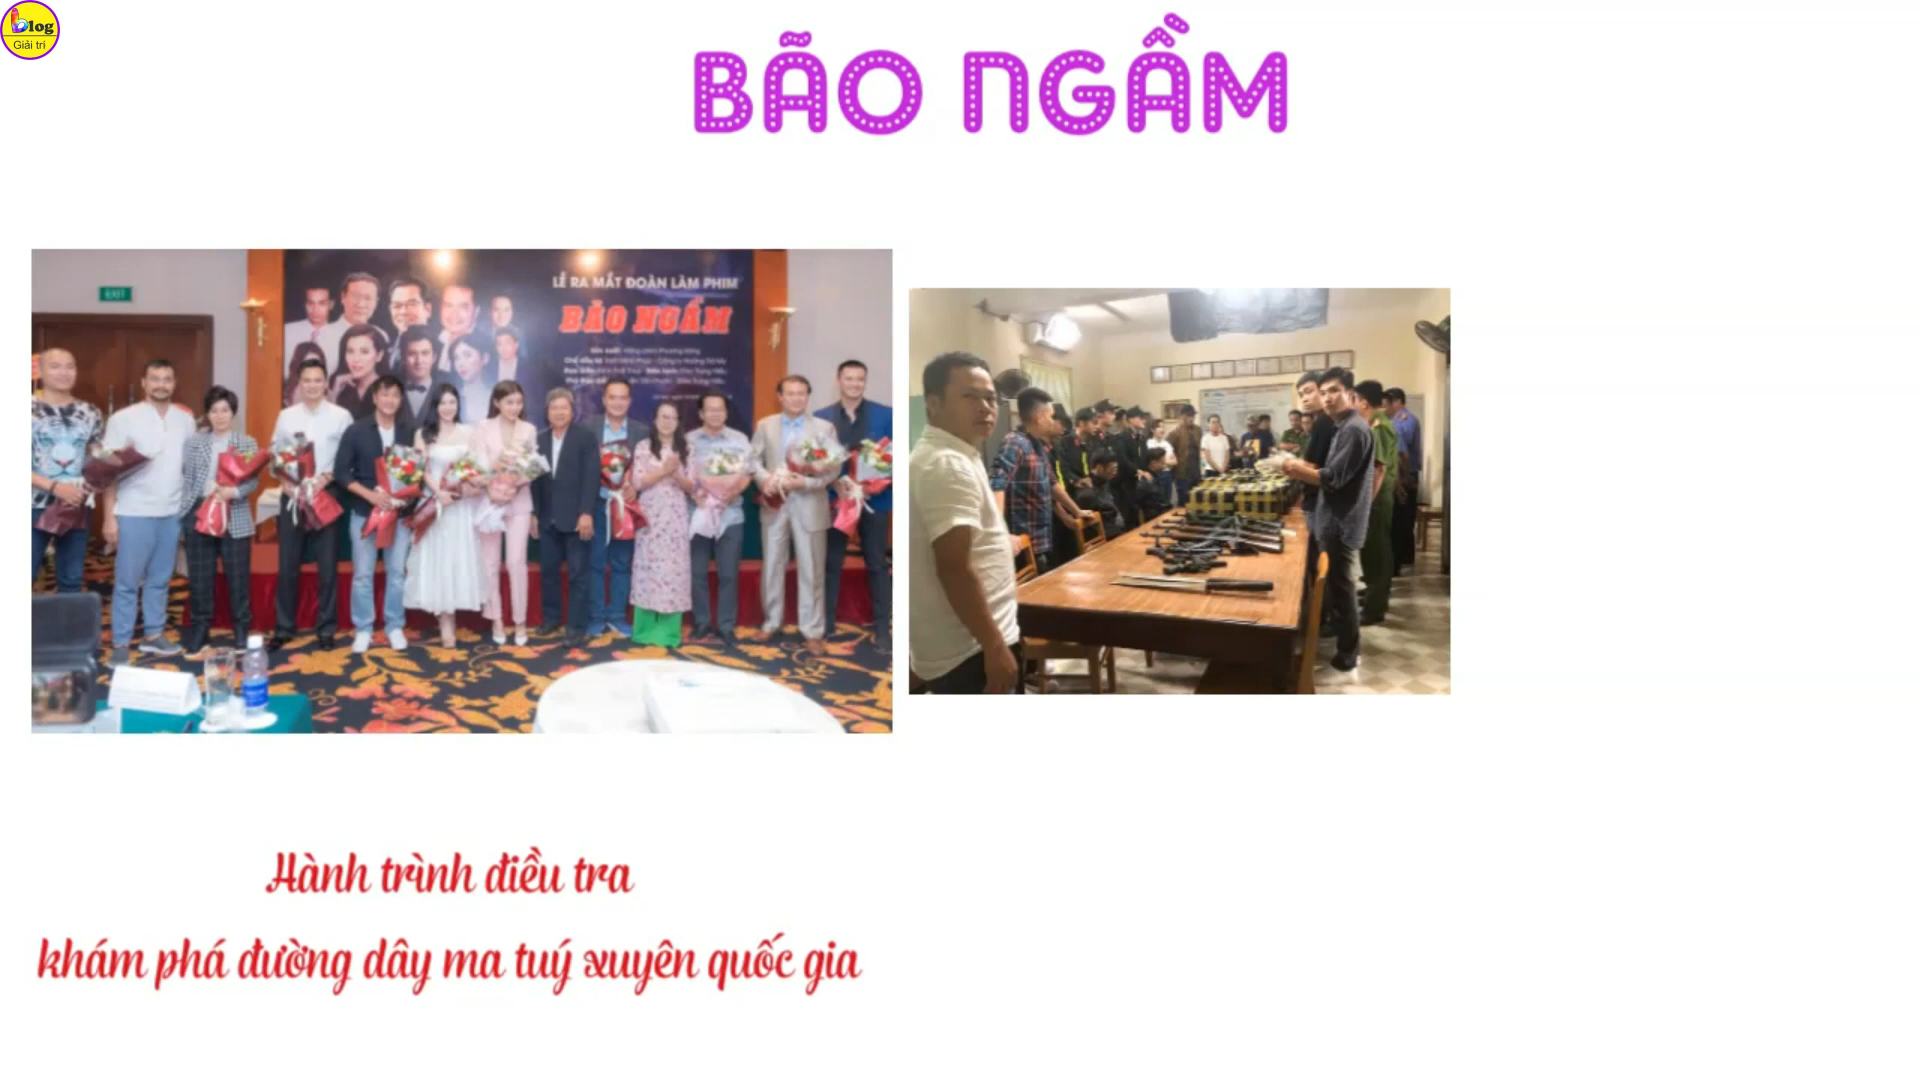 blog
Giải trí
BÃO NGẦM
EXIT
LỄ RA MẮT ĐOÀN LÀM PHIM
BÃO NGẦM
Hành trình điều tra
khám phá đường dây ma tuý xuyên quốc gia